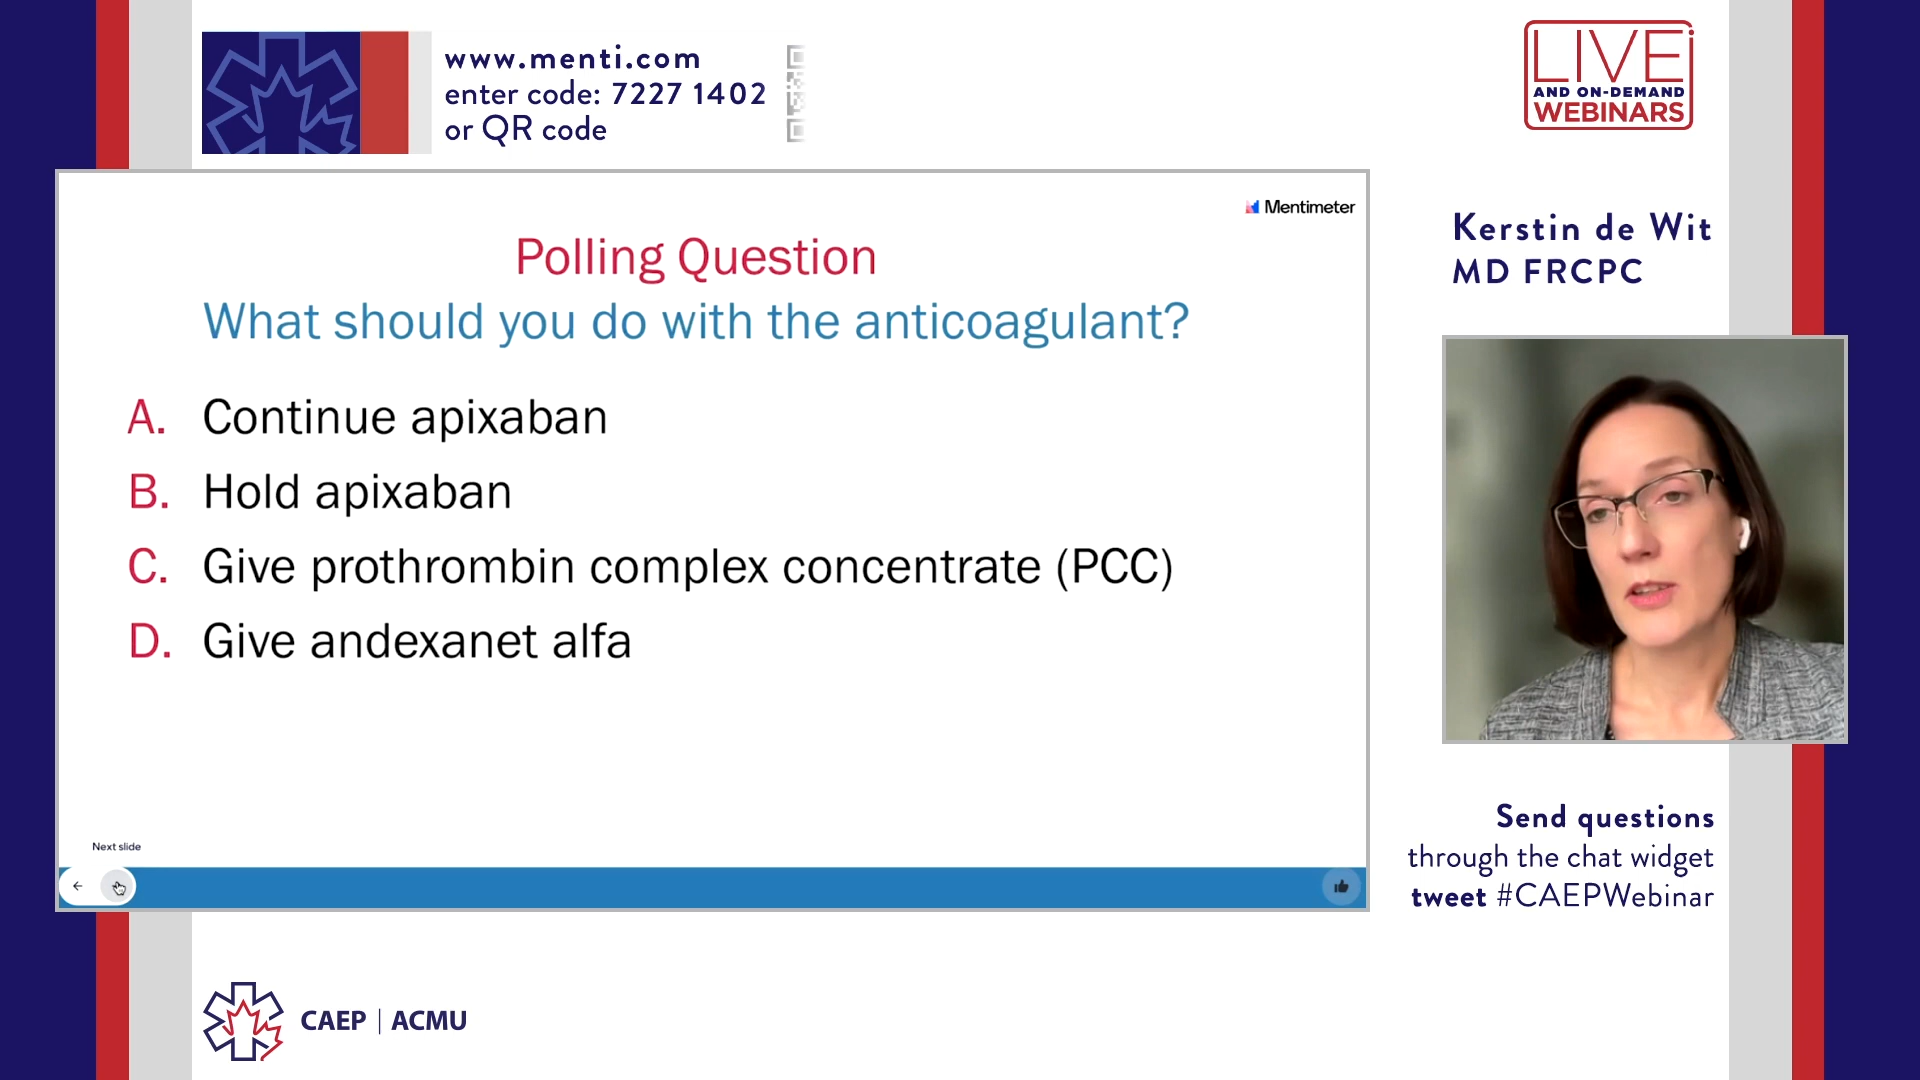 www.menti.com
enter code: 7227 1402
or QR code
LIVE
AND ON-DEMAND
WEBINARS
Mentimeter
Polling Question
What should you do with the anticoagulant?
A. Continue apixaban
B. Hold apixaban
C. Give prothrombin complex concentrate (PCC)
D. Give andexanet alfa
Next slide
Kerstin de Wit
MD FRCPC
Send questions
through the chat widget
tweet #CAEPWebinar
CAEP | ACMU